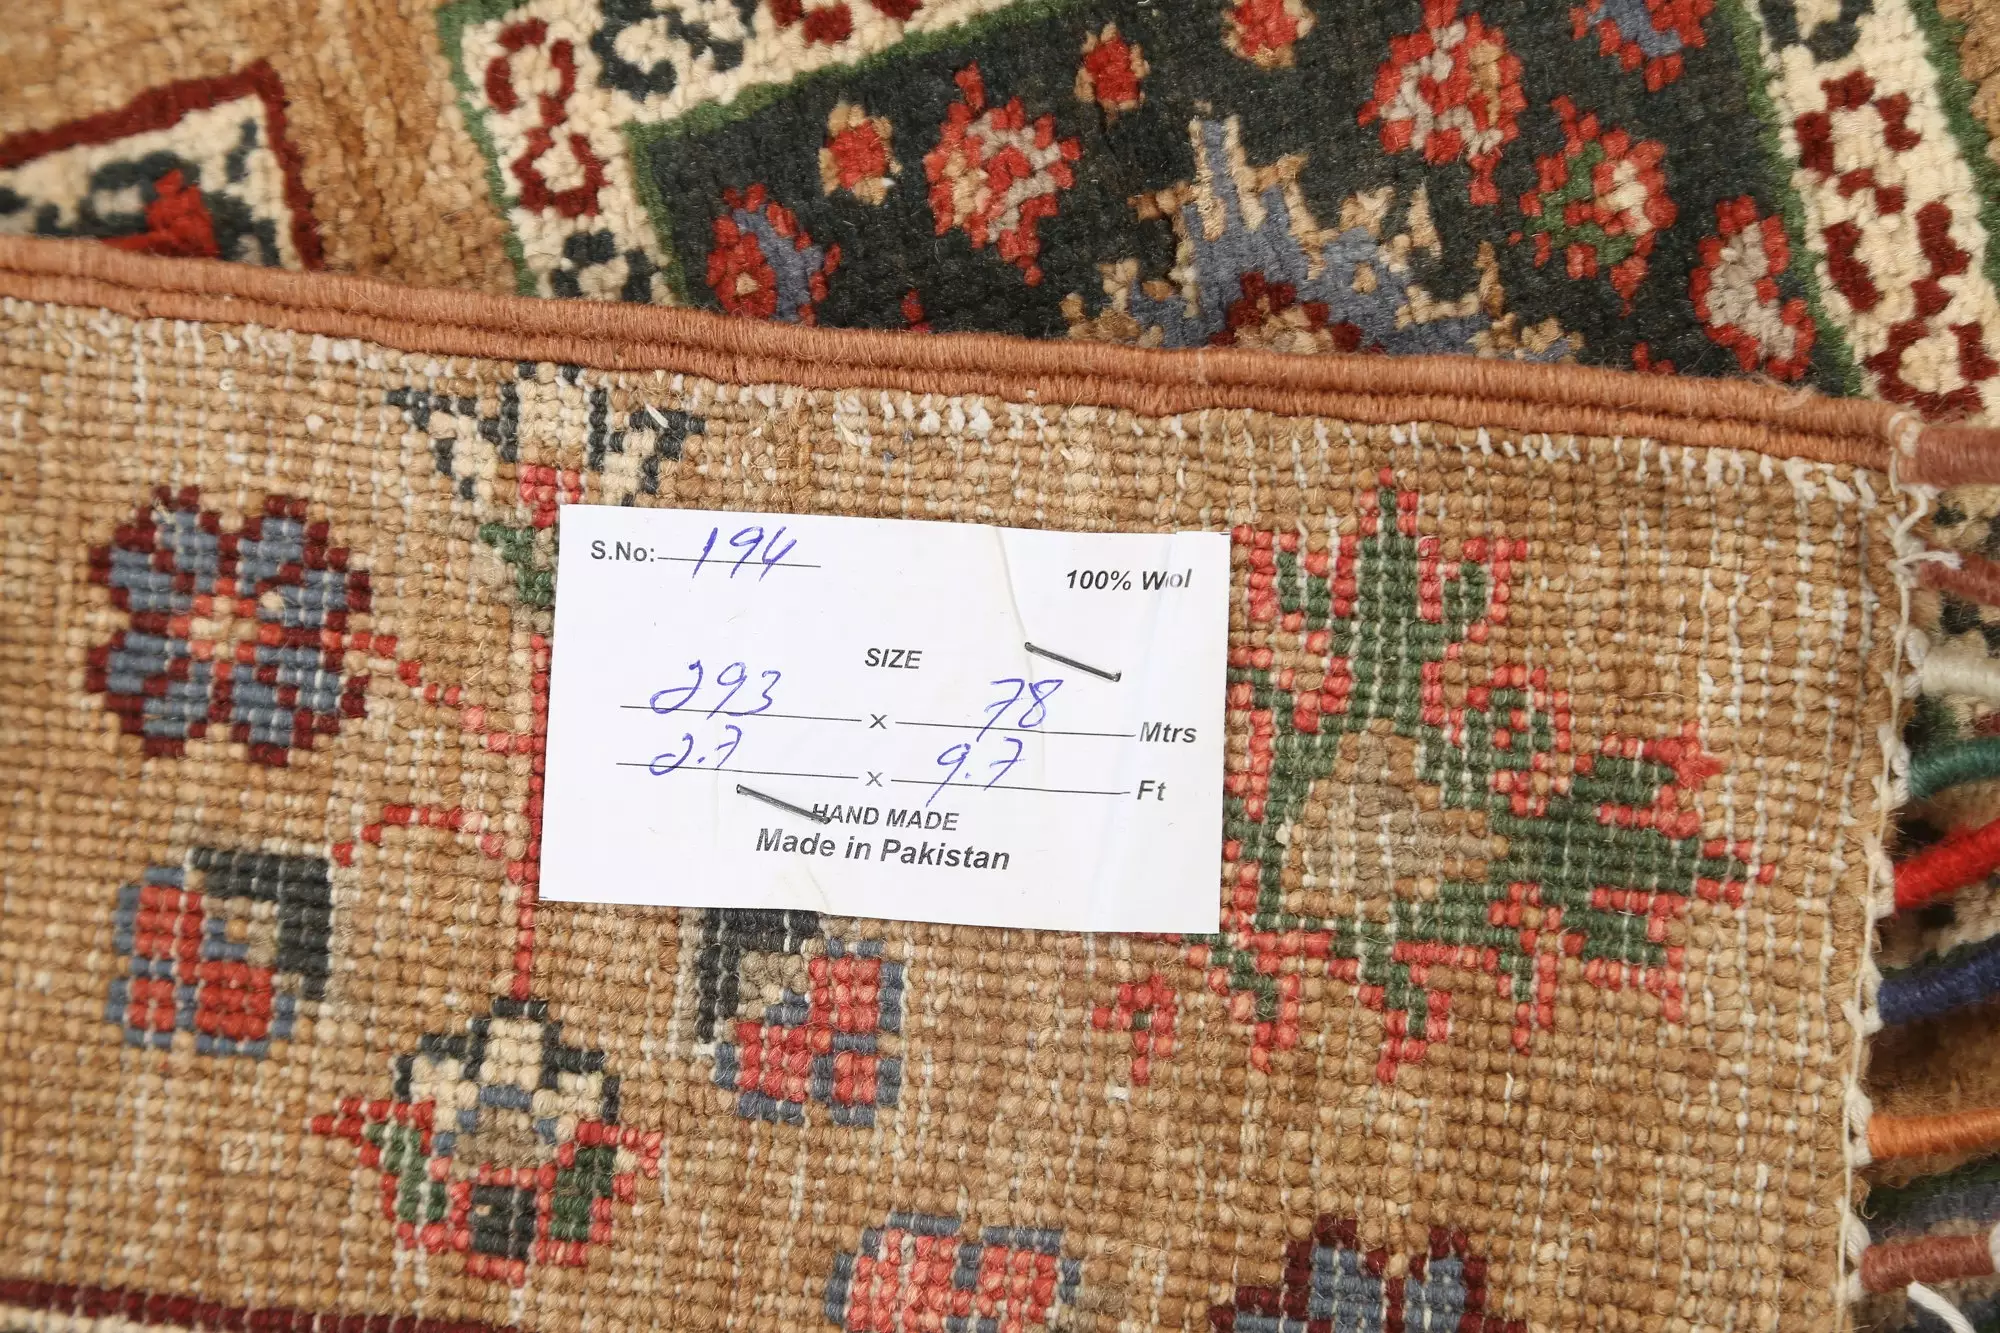 S.No: 194
100% Wol
SIZE
293 x 78 Mtrs
2.7 x 9.7 Ft
HAND MADE
Made in Pakistan